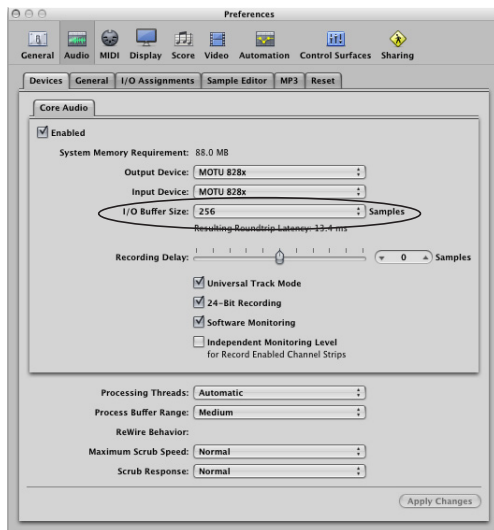 Preferences
General Audio MIDI Display Score Video Automation Control Surfaces Sharing
Devices General I/O Assignments Sample Editor MP3 Reset
Core Audio
Enabled
System Memory Requirement: 88.0 MB
Output Device: MOTU 828x
Input Device: MOTU 828x
I/O Buffer Size: 256 Samples
Resulting Roundtrip Latency: 13.4 ms
Recording Delay: 0 Samples
Universal Track Mode
24-Bit Recording
Software Monitoring
Independent Monitoring Level
for Record Enabled Channel Strips
Processing Threads: Automatic
Process Buffer Range: Medium
ReWire Behavior:
Maximum Scrub Speed: Normal
Scrub Response: Normal
Apply Changes